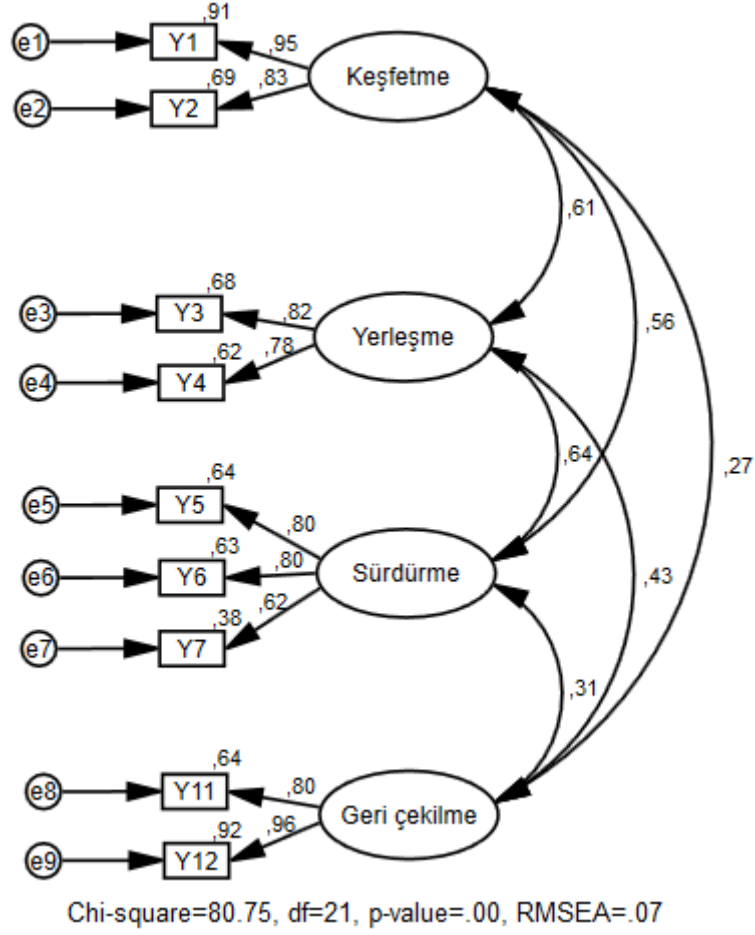 ,91
e1 Y1 ,95
Keşfetme
,69 ,83
e2 Y2
,61
,68
e3 Y3 ,82
Yerleşme
,56
,62 ,78
e4 Y4
,64
,27
,64
e5 Y5 ,80
,63
e6 Y6 ,80
Sürdürme
,43
,38 ,62
e7 Y7
,31
,64
e8 Y11 ,80
Geri çekilme
,92 ,96
e9 Y12
Chi-square=80.75, df=21, p-value=.00, RMSEA=.07